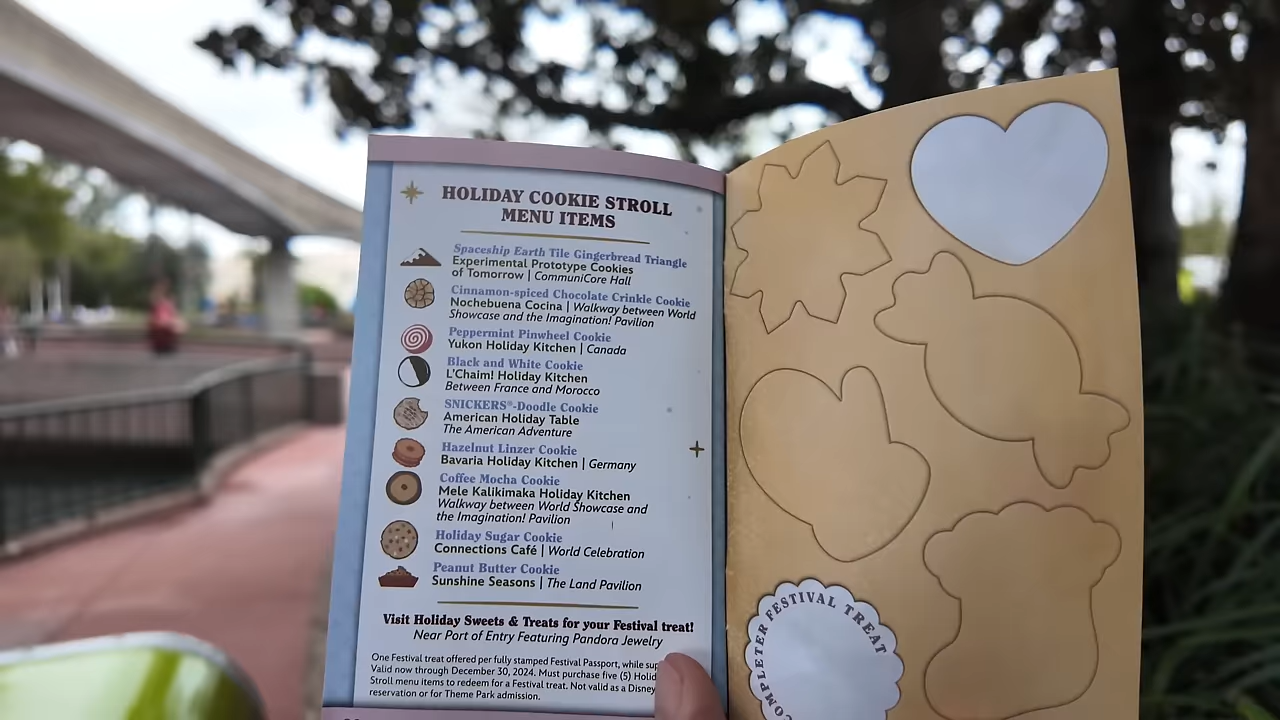 HOLIDAY COOKIE STROLL
MENU ITEMS
Spaceship Earth Tile Gingerbread Triangle
Experimental Prototype Cookies
of Tomorrow | CommuniCore Hall
Cinnamon-spiced Chocolate Crinkle Cookie
Nochebuena Cocina | Walkway between World
Showcase and the Imagination! Pavilion
Peppermint Pinwheel Cookie
Yukon Holiday Kitchen | Canada
Black and White Cookie
L'Chaim! Holiday Kitchen
Between France and Morocco
SNICKERS®-Doodle Cookie
American Holiday Table
The American Adventure
Hazelnut Linzer Cookie
Bavaria Holiday Kitchen | Germany
Coffee Mocha Cookie
Mele Kalikimaka Holiday Kitchen
Walkway between World Showcase and
the Imagination! Pavilion
Holiday Sugar Cookie
Connections Café | World Celebration
Peanut Butter Cookie
Sunshine Seasons | The Land Pavilion
Visit Holiday Sweets & Treats for your Festival treat!
Near Port of Entry Featuring Pandora Jewelry
One Festival treat offered per fully stamped Festival Passport, while
Valid now through December 30, 2024. Must purchase five (5)
Stroll menu items to redeem for a Festival treat. Not valid as a Disney
reservation or for Theme Park admission.
COMPLETER FESTIVAL TREAT